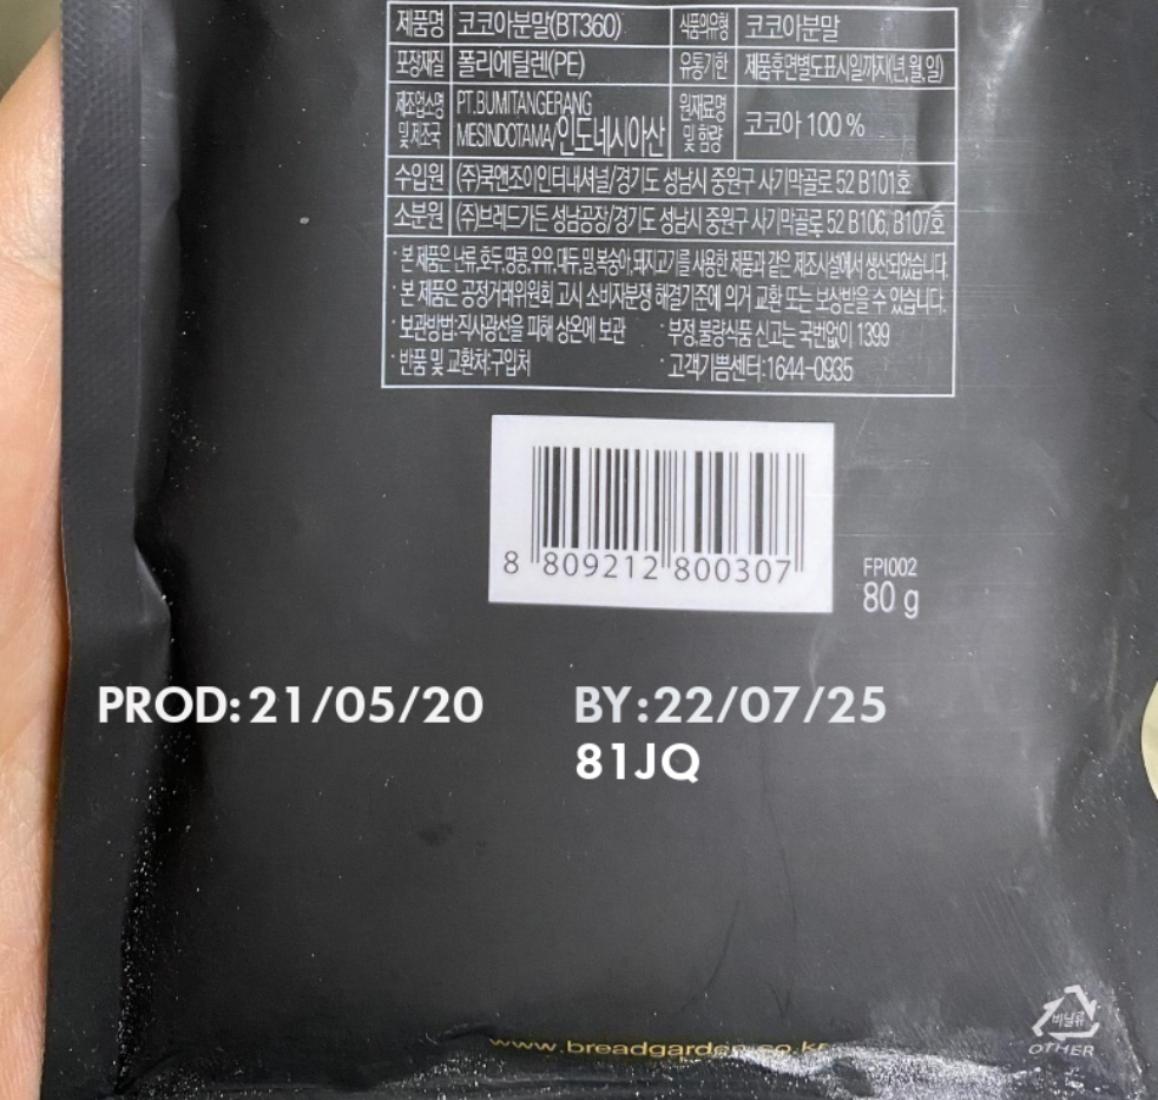 제품명 코코아분말(BT360) 식품의유형 코코아분말
포장재질 폴리에틸렌(PE) 유통기한 제품후면별도표시일까지(년,월,일)
제조업소명 및 제조국 PT.BUMITANGERANG MESINDOTAMA/인도네시아산 원재료명 및 함량 코코아 100 %
수입원 (주)쿡앤조이인터내셔널/경기도 성남시 중원구 사기막골로 52 B101호
소분원 (주)브레드가든 성남공장/경기도 성남시 중원구 사기막골로 52 B106, B107호
· 본 제품은 난류,호두,땅콩,우유,대두,밀,복숭아,돼지고기를 사용한 제품과 같은 제조시설에서 생산되었습니다.
· 본 제품은 공정거래위원회 고시 소비자분쟁 해결기준에 의거 교환 또는 보상받을 수 있습니다.
· 보관방법:직사광선을 피해 상온에 보관 · 부정,불량식품 신고는 국번없이 1399
· 반품 및 교환처:구입처 · 고객기쁨센터:1644-0935
8 809212 800307
FPI002
80 g
PROD:21/05/20 BY:22/07/25
81JQ
비닐류
OTHER
www.breadgarden.co.kr